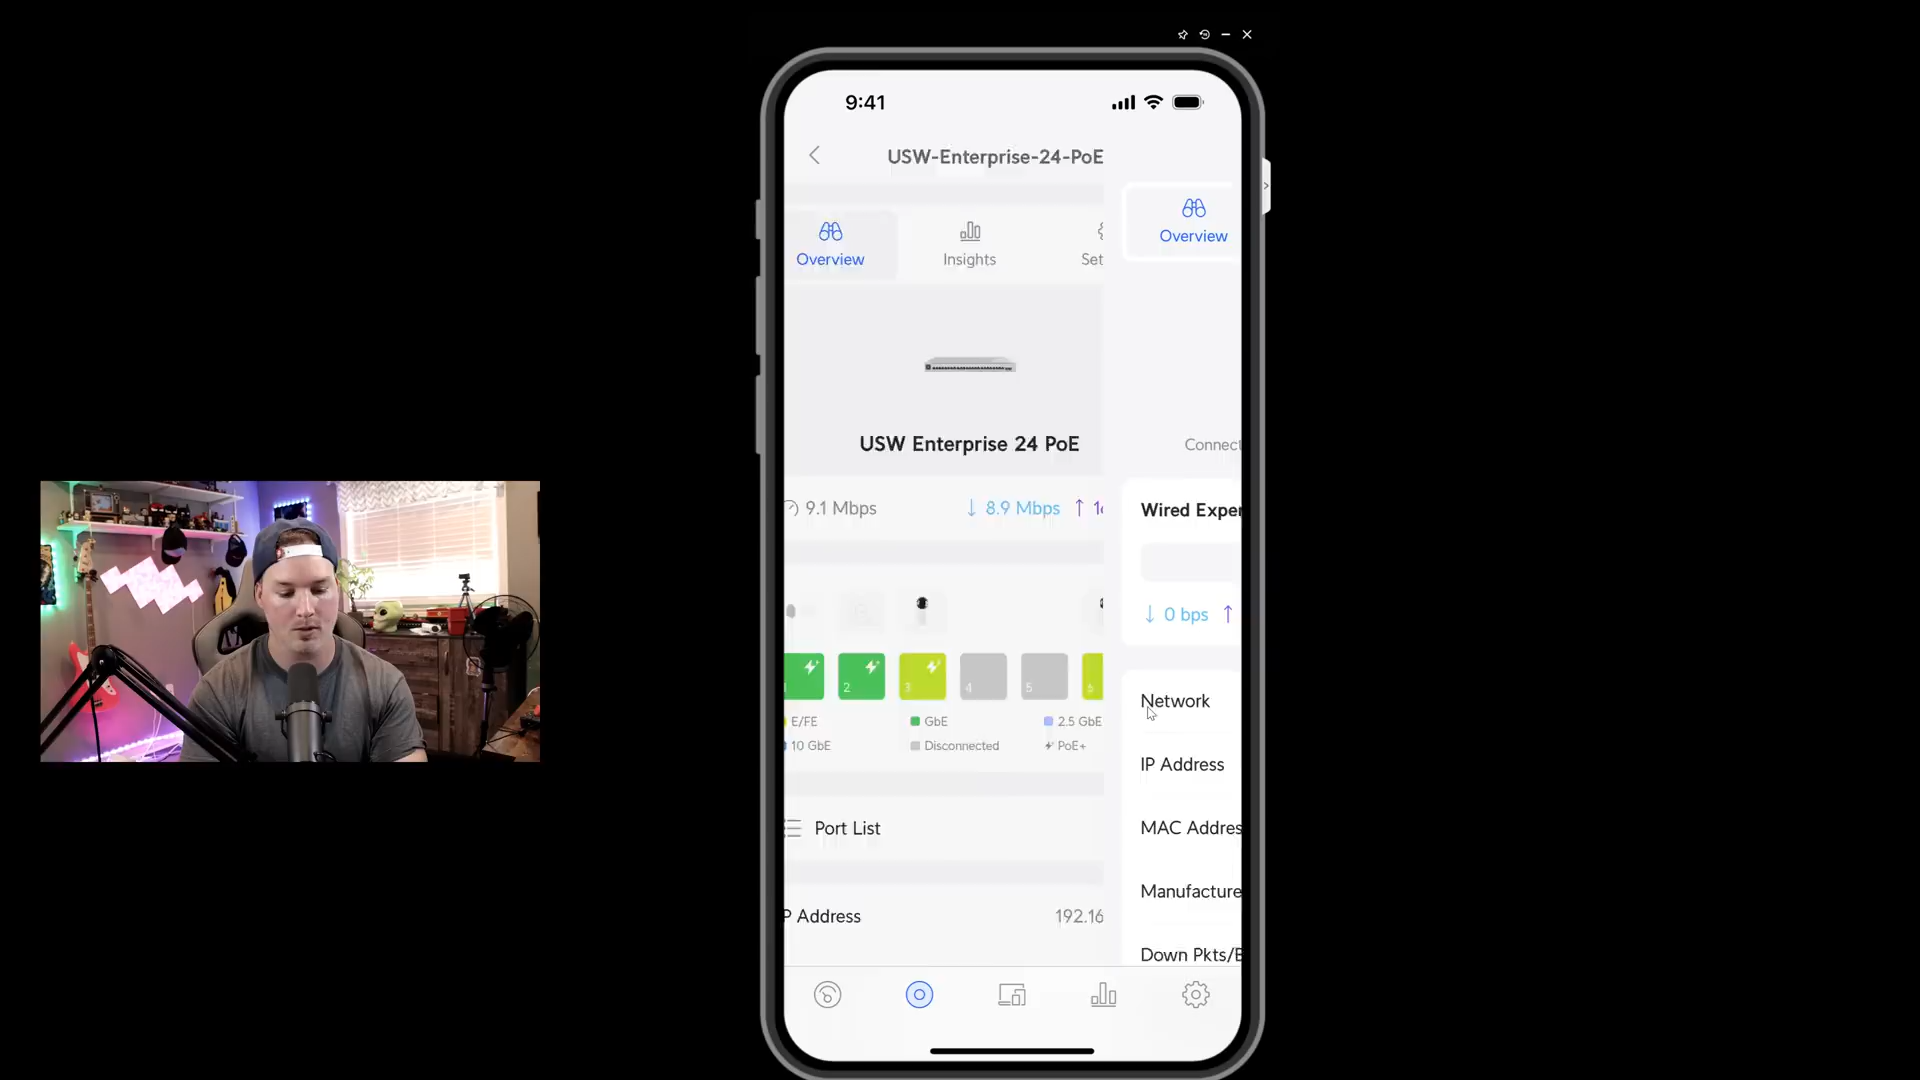 9:41
USW-Enterprise-24-PoE
Overview
Insights
Set
Overview
USW Enterprise 24 PoE
Connect
9.1 Mbps
↓ 8.9 Mbps ↑
Wired Exper
↓ 0 bps ↑
1
2
3
4
5
6
E/FE
GbE
2.5 GbE
10 GbE
Disconnected
PoE+
Network
IP Address
Port List
MAC Addres
Manufacture
P Address
192.16
Down Pkts/B